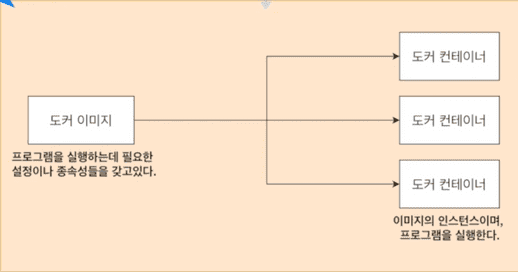 도커 컨테이너
도커 이미지
도커 컨테이너
프로그램을 실행하는데 필요한
설정이나 종속성들을 갖고있다.
도커 컨테이너
이미지의 인스턴스이며,
프로그램을 실행한다.